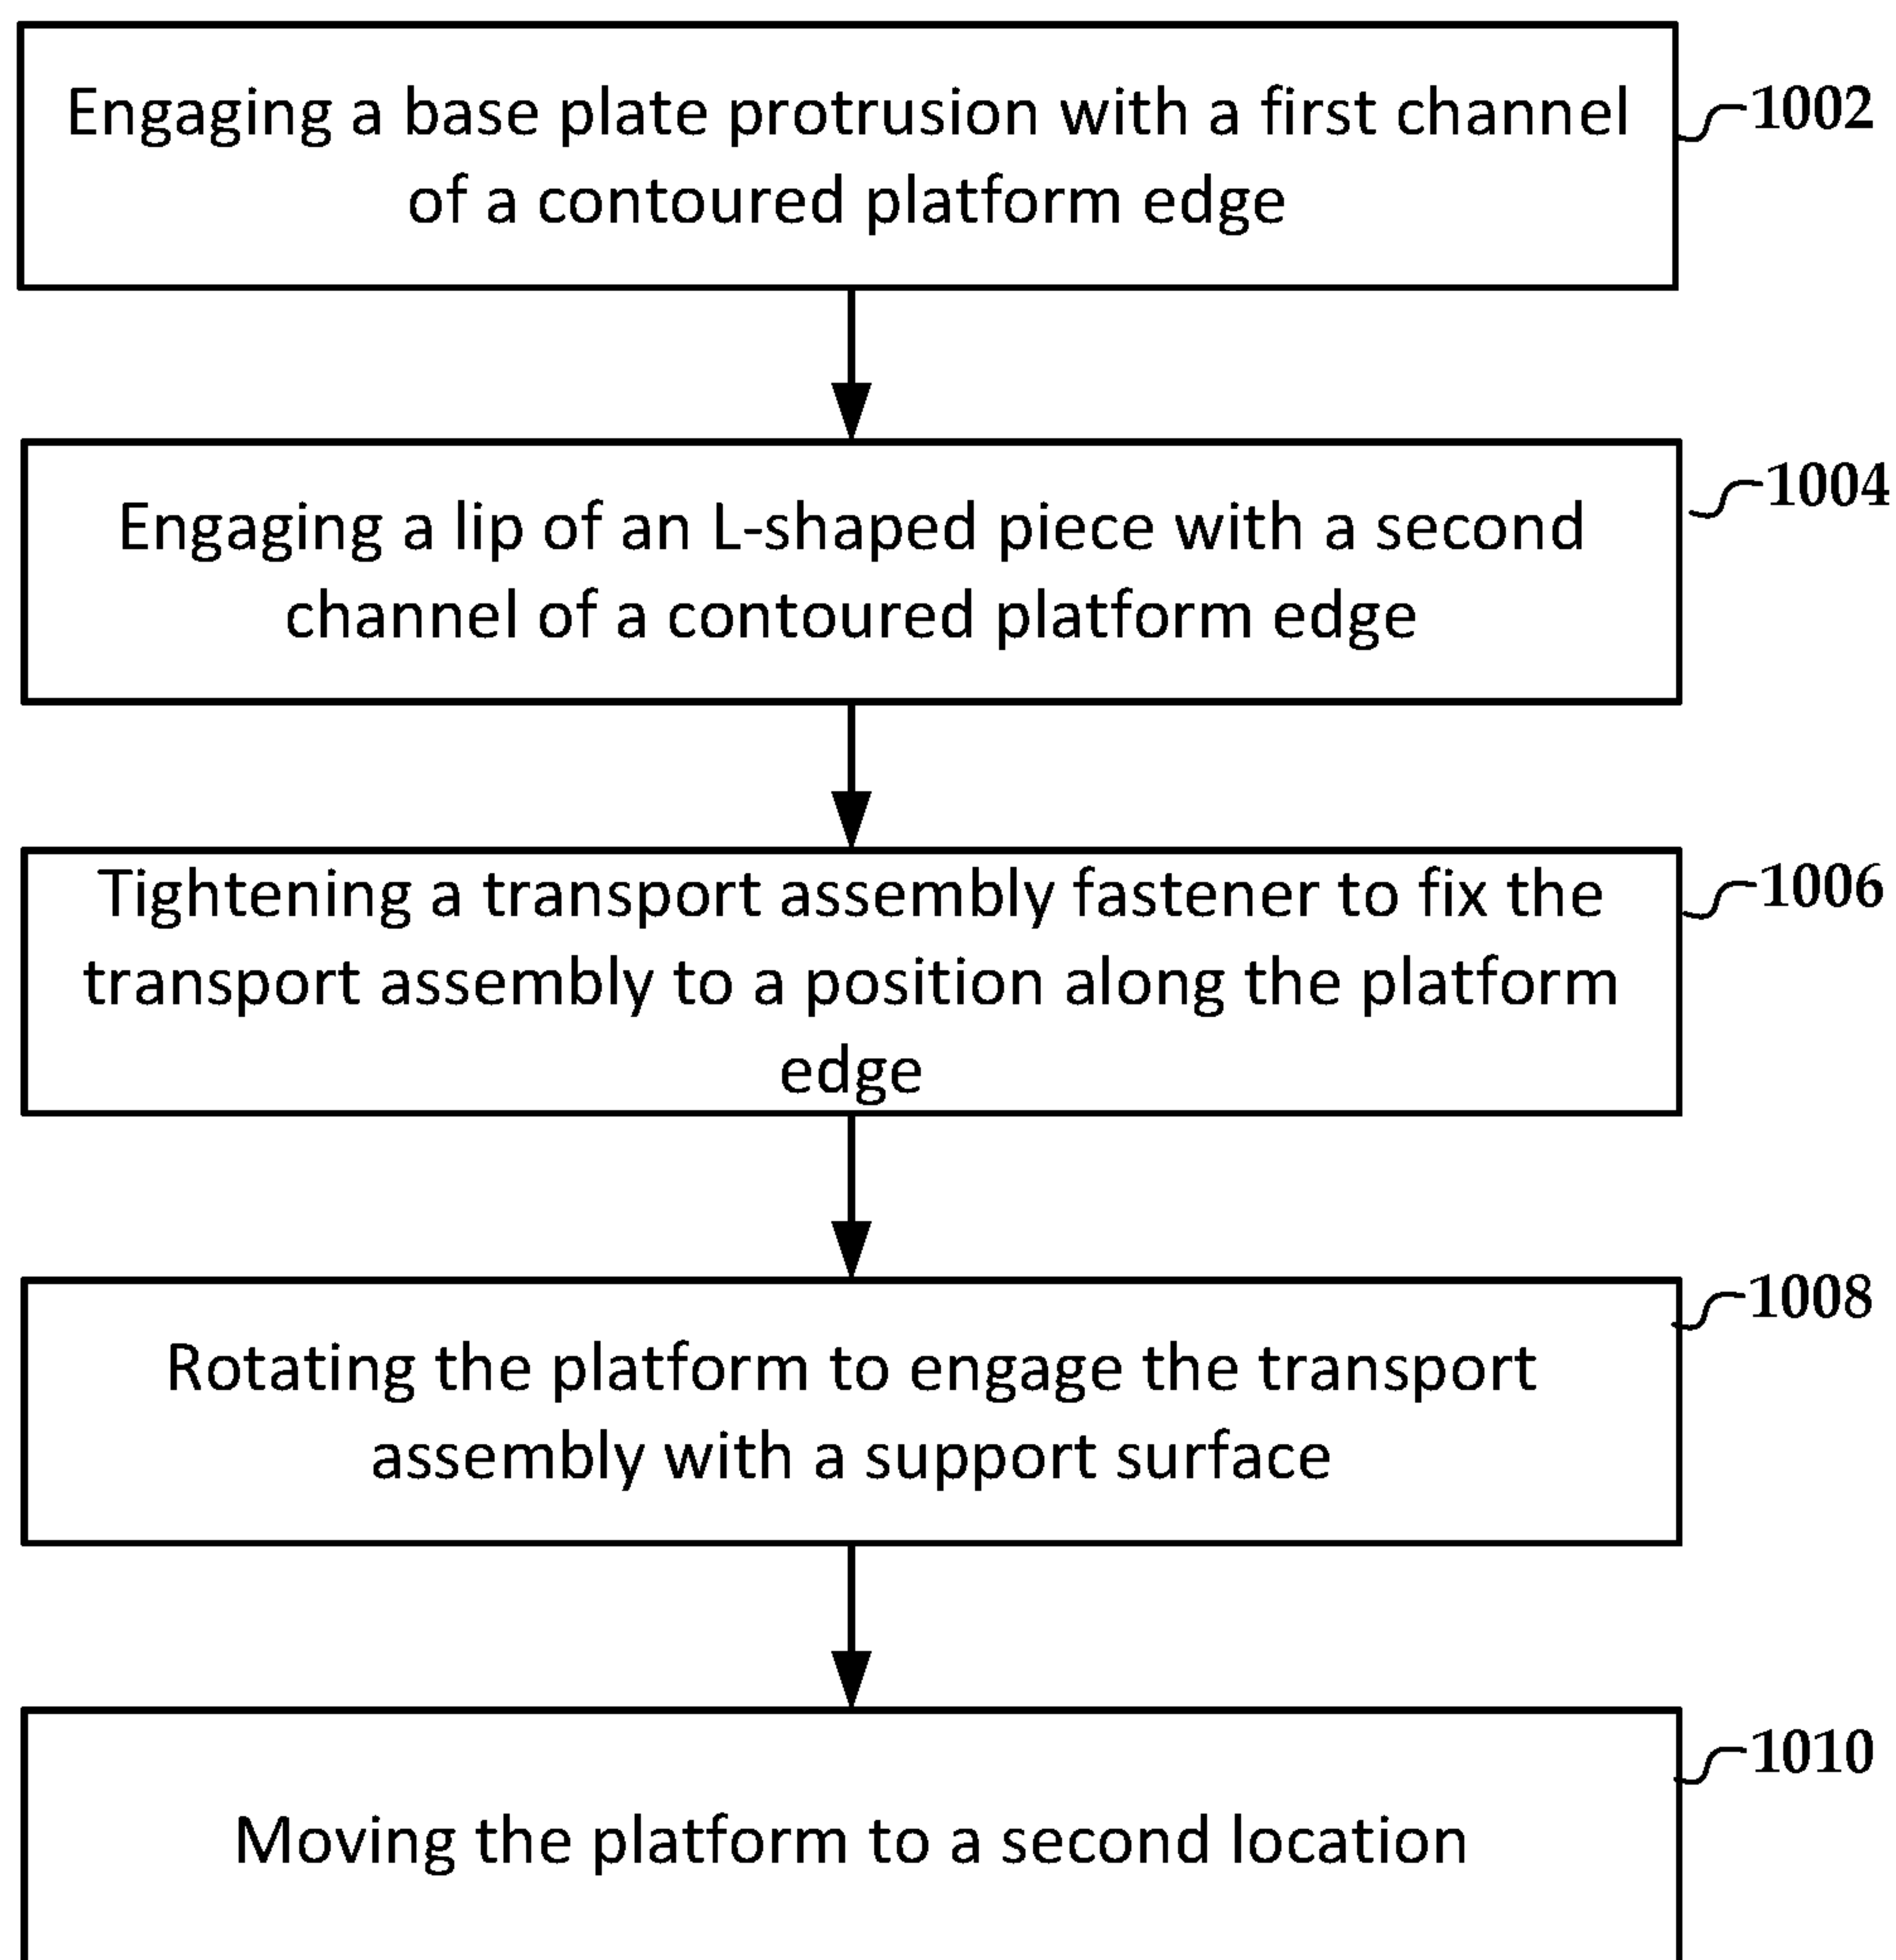 Engaging a base plate protrusion with a first channel
of a contoured platform edge
1002
Engaging a lip of an L-shaped piece with a second
channel of a contoured platform edge
1004
Tightening a transport assembly fastener to fix the
transport assembly to a position along the platform
edge
1006
Rotating the platform to engage the transport
assembly with a support surface
1008
Moving the platform to a second location
1010